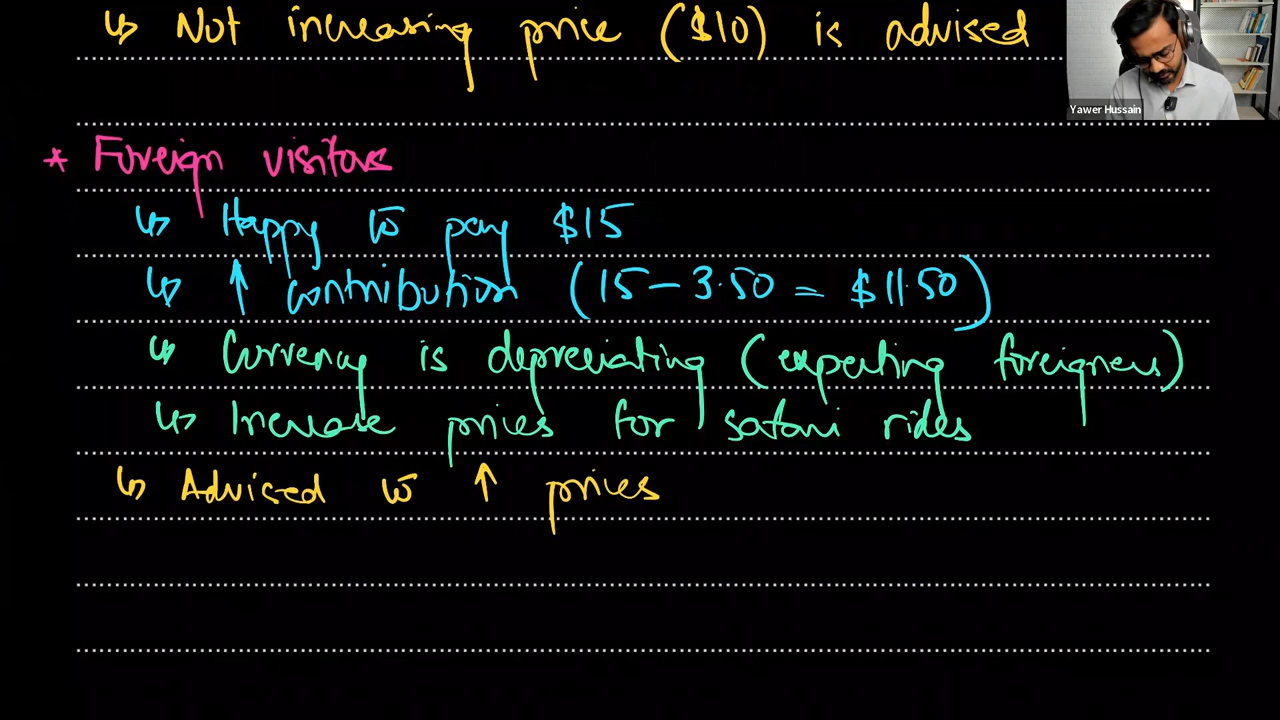 ↳ Not increasing price ($10) is advised
Yawer Hussain
* Foreign visitors
↳ Happy to pay $15
↳ ↑ contribution (15 - 3.50 = $11.50)
↳ Currency is depreciating (expecting foreigners)
↳ Increase prices for safari rides
↳ Advised to ↑ prices